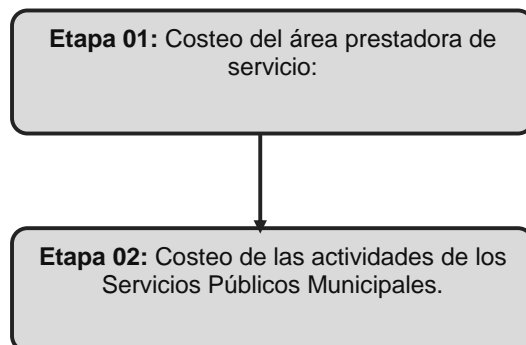 Etapa 01: Costeo del área prestadora de
servicio:
Etapa 02: Costeo de las actividades de los
Servicios Públicos Municipales.